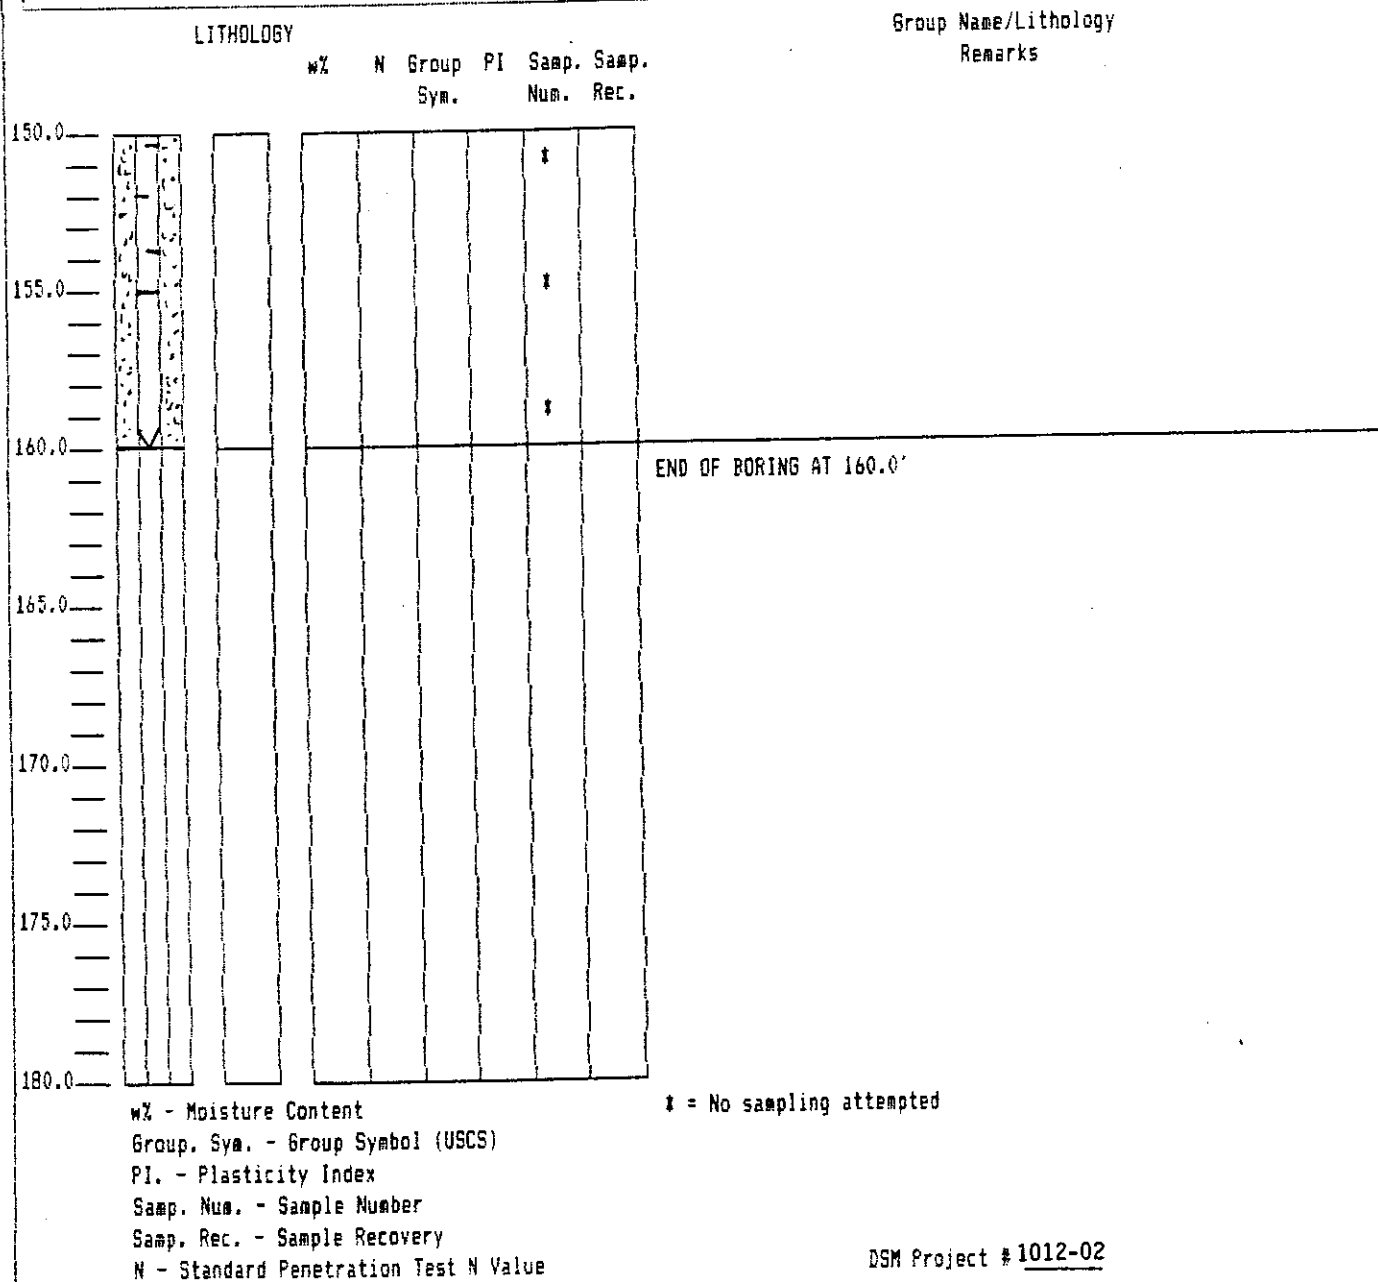 LITHOLOGY
Group Name/Lithology
Remarks
w% N Group PI Samp. Samp.
Sym. Num. Rec.
150.0
*
155.0
*
*
160.0
END OF BORING AT 160.0'
165.0
170.0
175.0
180.0
w% - Moisture Content
* = No sampling attempted
Group. Sym. - Group Symbol (USCS)
PI. - Plasticity Index
Samp. Num. - Sample Number
Samp. Rec. - Sample Recovery
N - Standard Penetration Test N Value
DSM Project # 1012-02